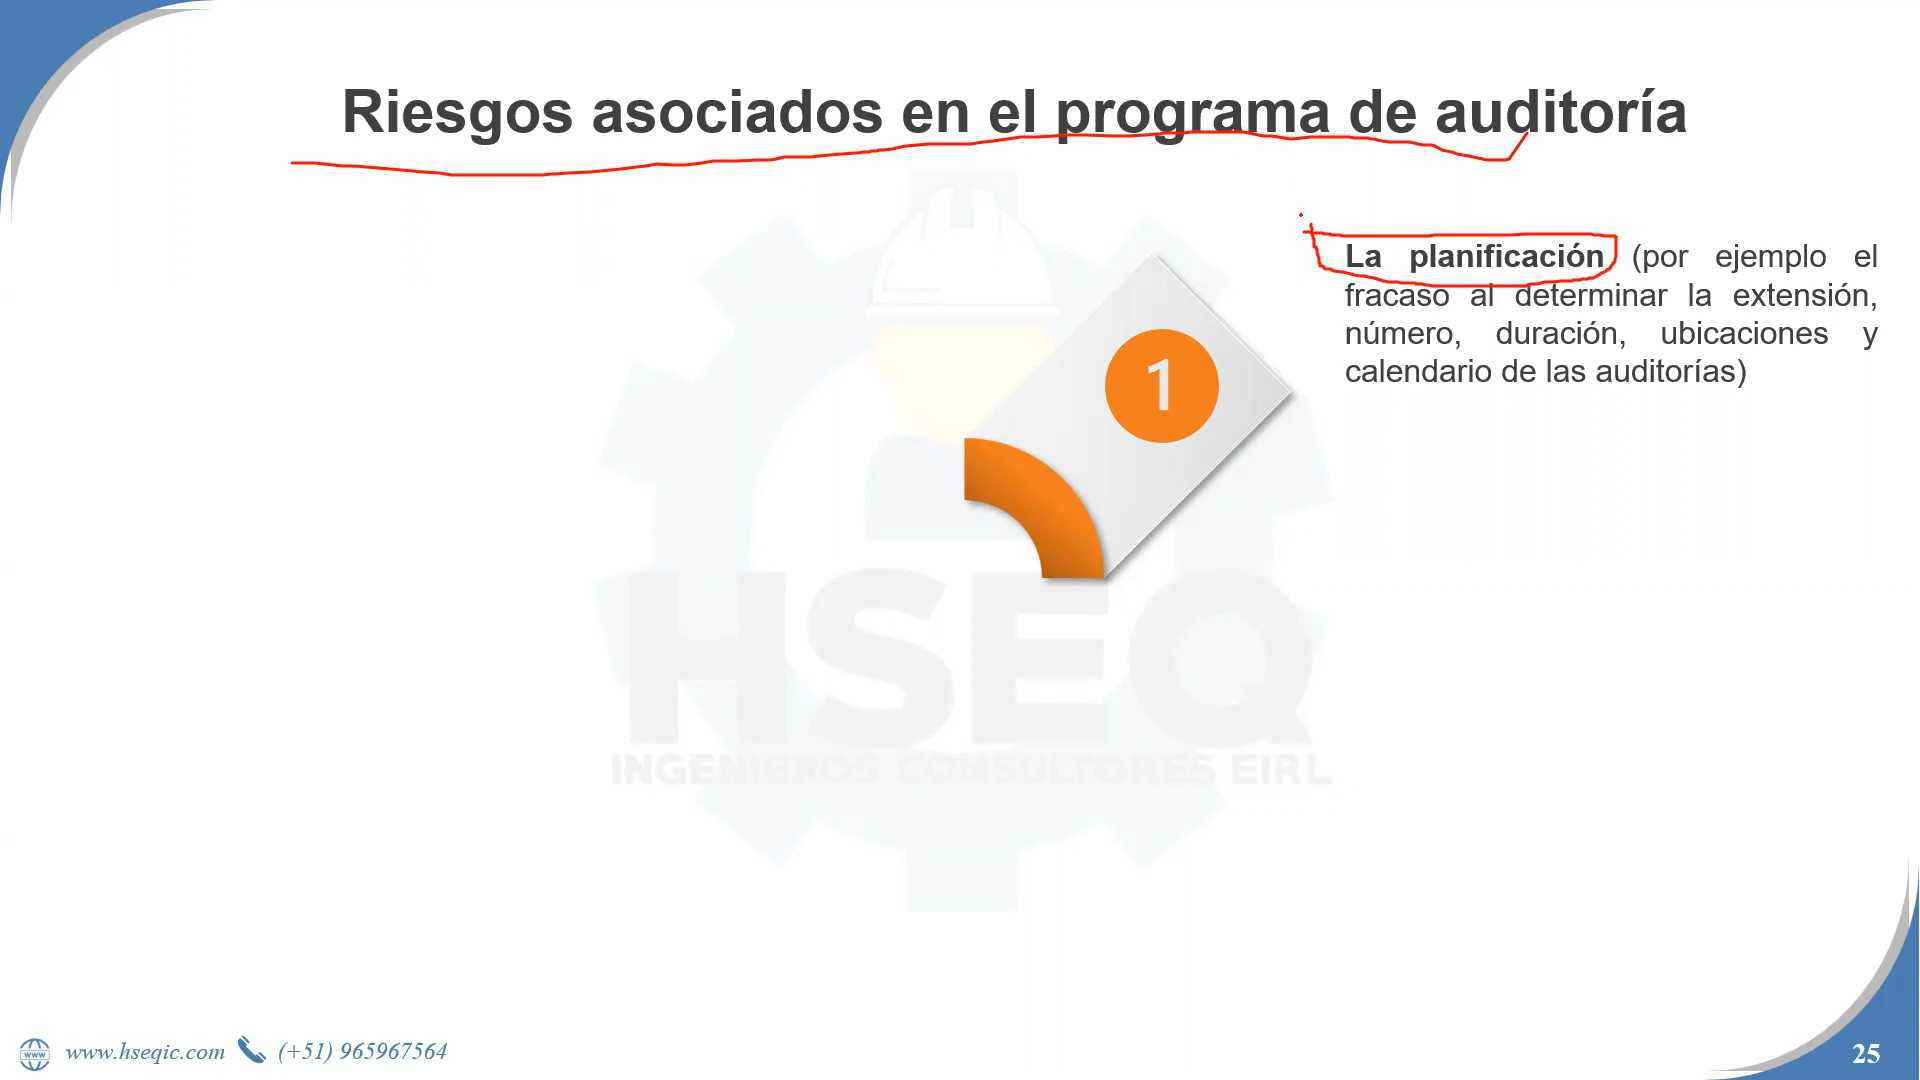 Riesgos asociados en el programa de auditoría
La planificación (por ejemplo el
fracaso al determinar la extensión,
número, duración, ubicaciones y
calendario de las auditorías)
1
HSEQ
INGENIEROS CONSULTORES EIRL
www www.hseqic.com (+51) 965967564
25